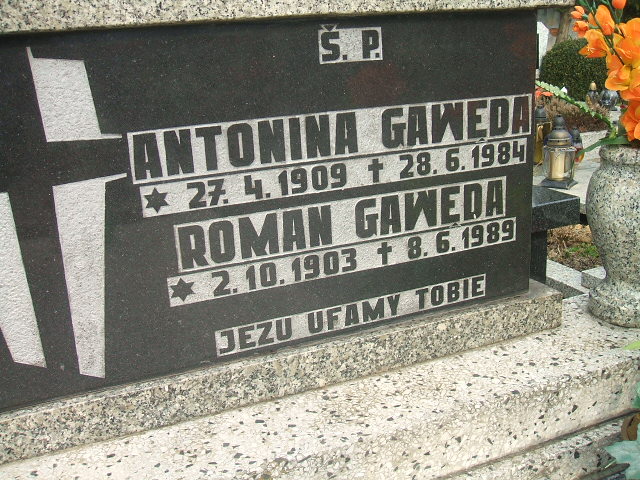 Ś. P.
ANTONINA GAWĘDA
✶ 27. 4. 1909 ✝ 28. 6. 1984
ROMAN GAWĘDA
✶ 2. 10. 1903 ✝ 8. 6. 1989
JEZU UFAMY TOBIE